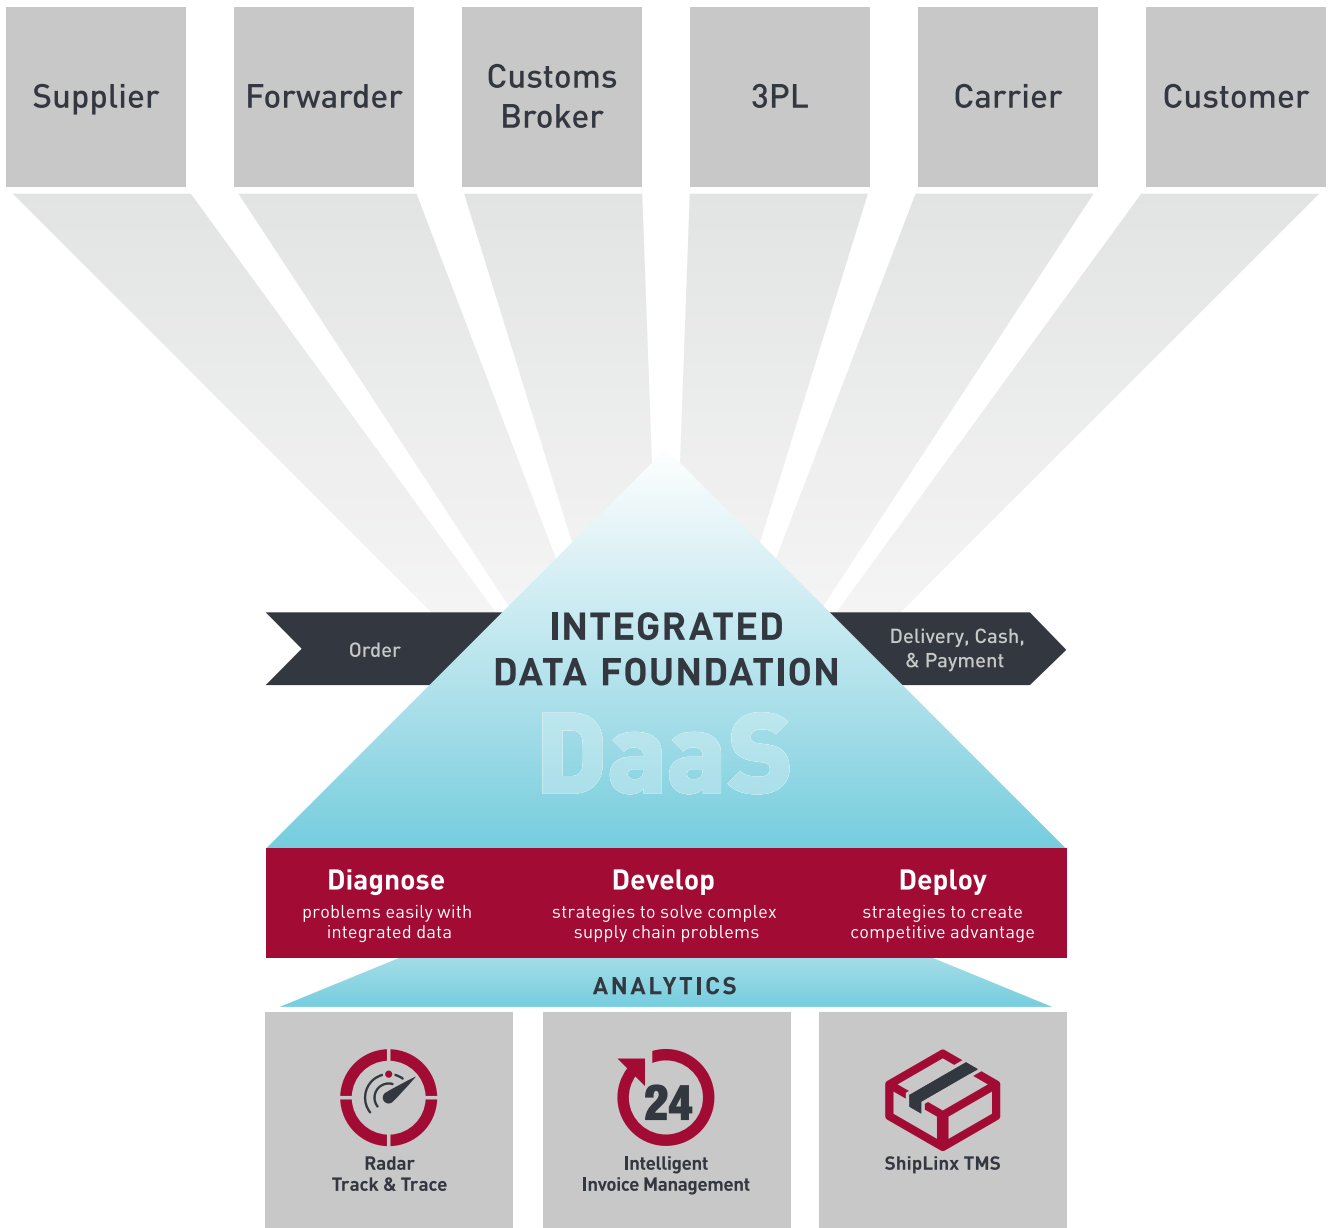 Supplier
Forwarder
Customs
Broker
3PL
Carrier
Customer
Order
INTEGRATED
DATA FOUNDATION
DaaS
Delivery, Cash,
& Payment
Diagnose
problems easily with
integrated data
Develop
strategies to solve complex
supply chain problems
Deploy
strategies to create
competitive advantage
ANALYTICS
Radar
Track & Trace
24
Intelligent
Invoice Management
ShipLinx TMS